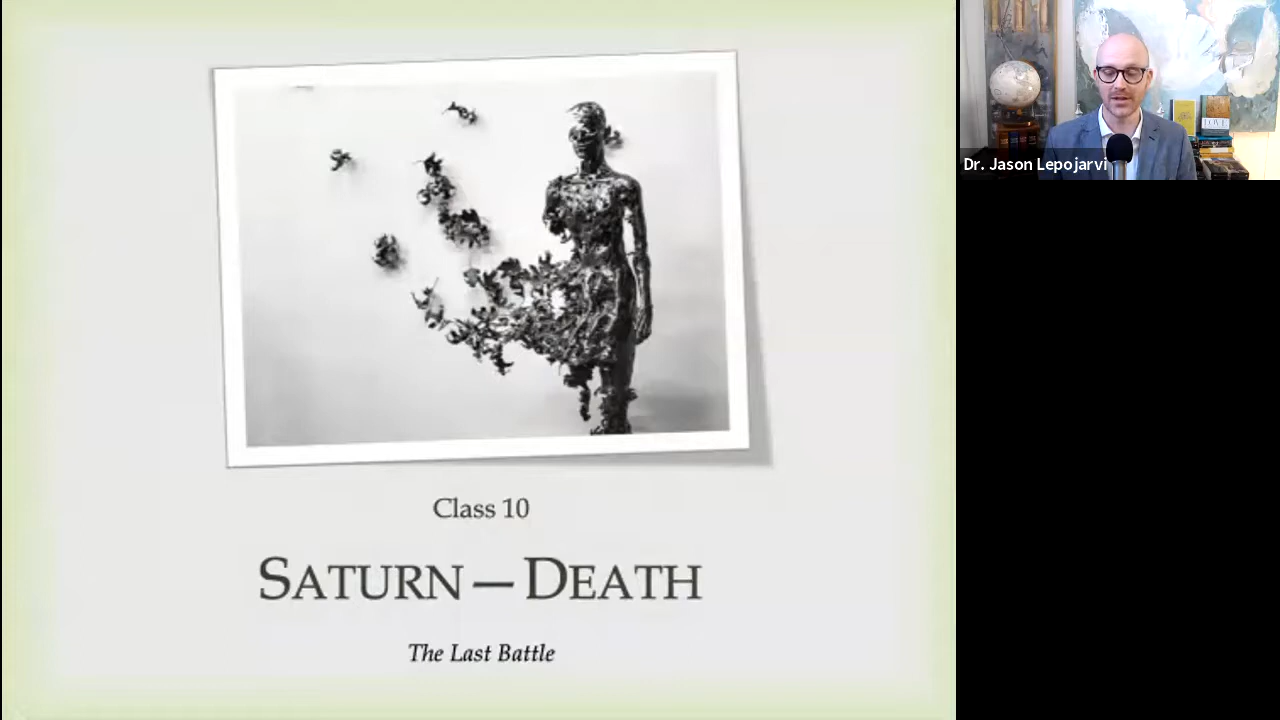 Class 10
SATURN — DEATH
The Last Battle
Dr. Jason Lepojarvi